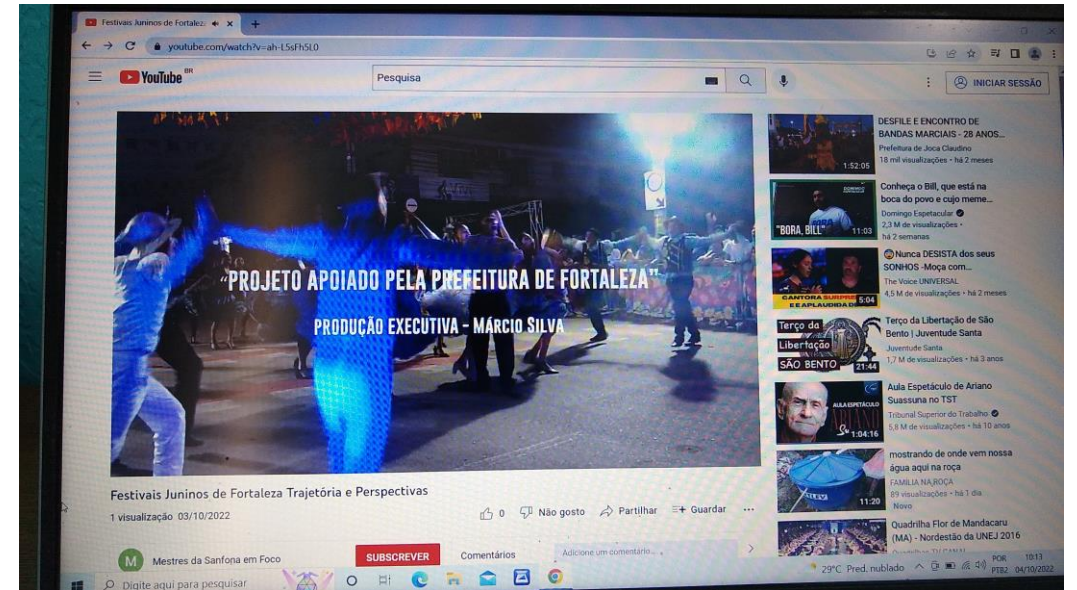 Festivais Juninos de Fortalez
youtube.com/watch?v=ah-L5sFh5L0
YouTube BR
Pesquisa
INICIAR SESSÃO
"PROJETO APOIADO PELA PREFEITURA DE FORTALEZA"
PRODUÇÃO EXECUTIVA - MÁRCIO SILVA
Festivais Juninos de Fortaleza Trajetória e Perspectivas
1 visualização 03/10/2022
0 Não gosto Partilhar Guardar ...
M Mestres da Sanfona em Foco
SUBSCREVER
Comentários
Adicione um comentário...
1:52:05
DESFILE E ENCONTRO DE
BANDAS MARCIAIS - 28 ANOS...
Prefeitura de Joca Claudino
18 mil visualizações • há 2 meses
"BORA, BILL"
11:03
Conheça o Bill, que está na
boca do povo e cujo meme...
Domingo Espetacular
2,3 M de visualizações •
há 2 semanas
CANTORA SURPRE
E É APLAUDIDA DE
5:04
Nunca DESISTA dos seus
SONHOS -Moça com...
The Voice UNIVERSAL
4,5 M de visualizações • há 2 meses
Terço da
Libertação
SÃO BENTO
21:44
Terço da Libertação de São
Bento | Juventude Santa
Juventude Santa
1,7 M de visualizações • há 3 anos
AULA ESPETÁCULO
1:04:16
Aula Espetáculo de Ariano
Suassuna no TST
Tribunal Superior do Trabalho
5,8 M de visualizações • há 10 anos
11:20
mostrando de onde vem nossa
água aqui na roça
FAMILIA NA ROÇA
89 visualizações • há 1 dia
Novo
Quadrilha Flor de Mandacaru
(MA) - Nordestão da UNEJ 2016
Digite aqui para pesquisar
29°C Pred. nublado
POR
PTB2
10:13
04/10/2022